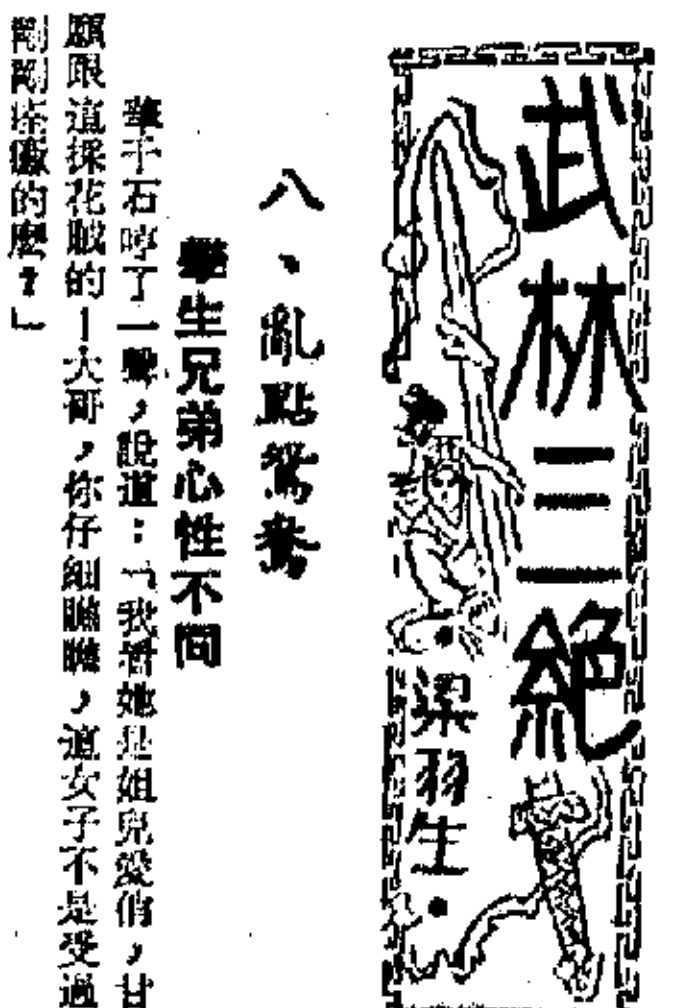 武林三絕
·梁羽生·
八、亂點鴛鴦
孿生兄弟心性不同
華千石哼了一聲，說道：「我看她是姐兒愛俏，甘
願跟這採花賊的—大哥，你仔細瞧瞧，這女子不是受過
剛剛的麼？」